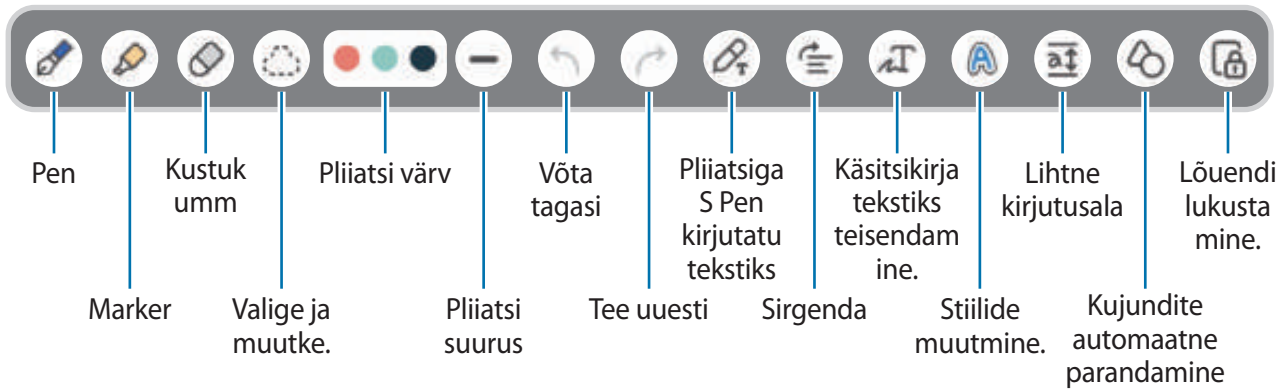 Pen
Kustuk
umm
Pliiatsi värv
Võta
tagasi
Pliiatsiga
S Pen
kirjutatu
tekstiks
Käsitsikirja
tekstiks
teisendam
ine.
Lihtne
kirjutusala
Lõuendi
lukusta
mine.
Marker
Valige ja
muutke.
Pliiatsi
suurus
Tee uuesti
Sirgenda
Stiilide
muutmine.
Kujundite
automaatne
parandamine